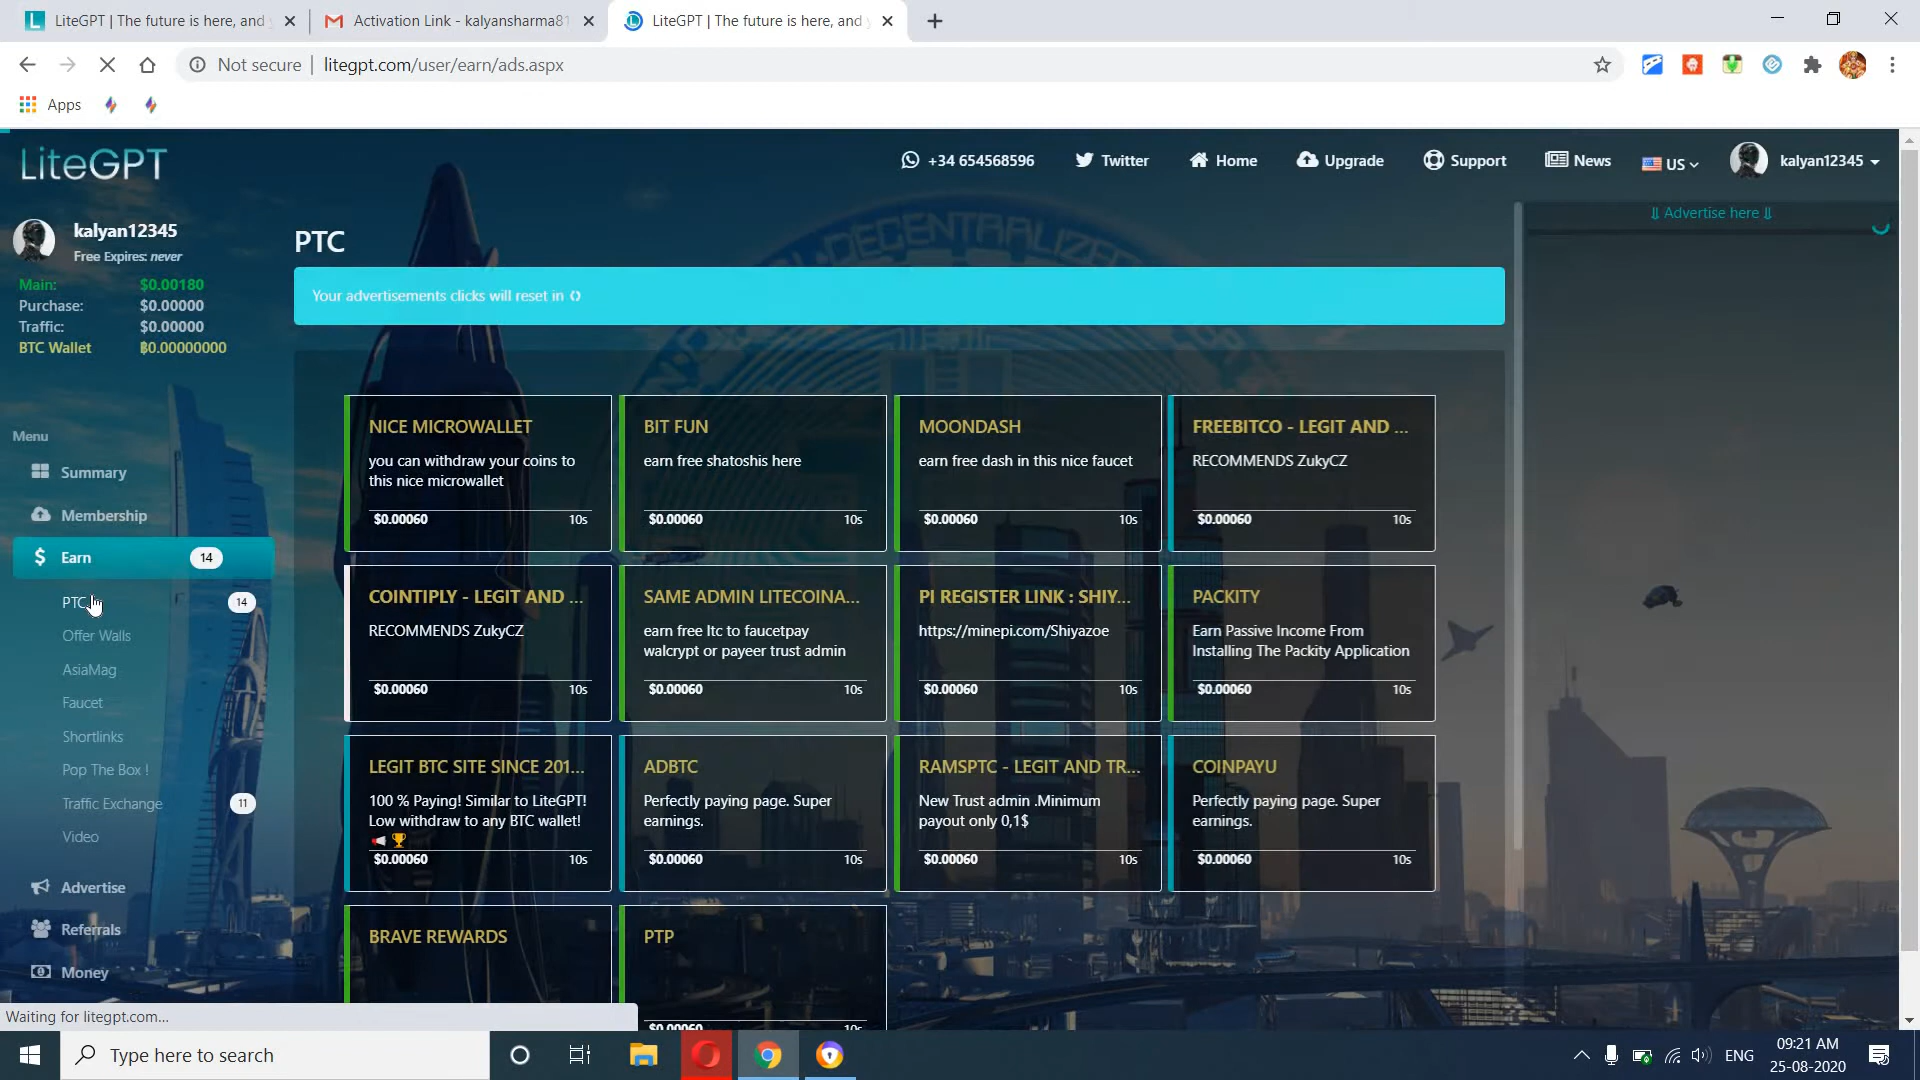 LiteGPT | The future is here, and
Activation Link - kalyansharma81
LiteGPT | The future is here, and
Not secure
litegpt.com/user/earn/ads.aspx
Apps
LiteGPT
+34 654568596
Twitter
Home
Upgrade
Support
News
US
kalyan12345
kalyan12345
Free Expires: never
Main: $0.00180
Purchase: $0.00000
Traffic: $0.00000
BTC Wallet ฿0.00000000
Menu
Summary
Membership
Earn 14
PTC 14
Offer Walls
AsiaMag
Faucet
Shortlinks
Pop The Box !
Traffic Exchange 11
Video
Advertise
Referrals
Money
PTC
Your advertisements clicks will reset in ()
⇓ Advertise here ⇓
NICE MICROWALLET
you can withdraw your coins to
this nice microwallet
$0.00060 10s
BIT FUN
earn free shatoshis here
$0.00060 10s
MOONDASH
earn free dash in this nice faucet
$0.00060 10s
FREEBITCO - LEGIT AND ...
RECOMMENDS ZukyCZ
$0.00060 10s
COINTIPLY - LEGIT AND ...
RECOMMENDS ZukyCZ
$0.00060 10s
SAME ADMIN LITECOINA...
earn free ltc to faucetpay
walcrypt or payeer trust admin
$0.00060 10s
PI REGISTER LINK : SHIY...
https://minepi.com/Shiyazoe
$0.00060 10s
PACKITY
Earn Passive Income From
Installing The Packity Application
$0.00060 10s
LEGIT BTC SITE SINCE 201...
100 % Paying! Similar to LiteGPT!
Low withdraw to any BTC wallet!
📢 🏆
$0.00060 10s
ADBTC
Perfectly paying page. Super
earnings.
$0.00060 10s
RAMSPTC - LEGIT AND TR...
New Trust admin .Minimum
payout only 0,1$
$0.00060 10s
COINPAYU
Perfectly paying page. Super
earnings.
$0.00060 10s
BRAVE REWARDS
PTP
$0.00060 10s
DECENTRALIZED
Waiting for litegpt.com...
Type here to search
ENG
09:21 AM
25-08-2020